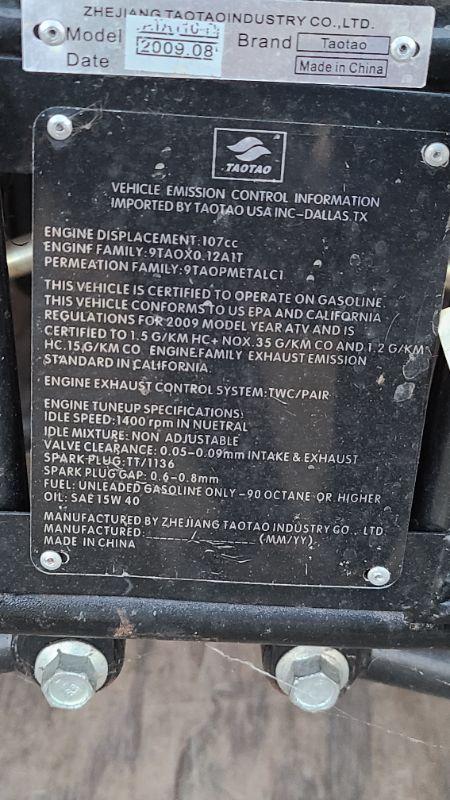 ZHEJIANG TAOTAOINDUSTRY CO.,LTD.
Model
Brand Taotao
Date 2009.08
Made in China
TAOTAO
VEHICLE EMISSION CONTROL INFORMATION
IMPORTED BY TAOTAO USA INC-DALLAS.TX
ENGINE DISPLACEMENT:107cc
ENGINF FAMILY:9TAOX0.12A1T
PERMEATION FAMILY:9TAOPMETALC1
THIS VEHICLE IS CERTIFIED TO OPERATE ON GASOLINE.
THIS VEHICLE CONFORMS TO US EPA AND CALIFORNIA
REGULATIONS FOR 2009 MODEL YEAR ATV AND IS
CERTIFIED TO 1.5 G/KM HC+ NOX.35 G/KM CO AND 1.2 G/KM
HC.15,G/KM CO ENGINE.FAMILY EXHAUST EMISSION
STANDARD IN CALIFORNIA.
ENGINE EXHAUST CONTROL SYSTEM:TWC/PAIR
ENGINE TUNEUP SPECIFICATIONS:
IDLE SPEED:1400 rpm IN NUETRAL
IDLE MIXTURE: NON ADJUSTABLE
VALVE CLEARANCE: 0.05-0.09mm INTAKE & EXHAUST
SPARK PLUG:TT/1136
SPARK PLUG GAP: 0.6-0.8mm
FUEL: UNLEADED GASOLINE ONLY -90 OCTANE OR HIGHER
OIL: SAE 15W 40
MANUFACTURED BY ZHEJIANG TAOTAO INDUSTRY CO., LTD
MANUFACTURED:______/______(MM/YY)
MADE IN CHINA